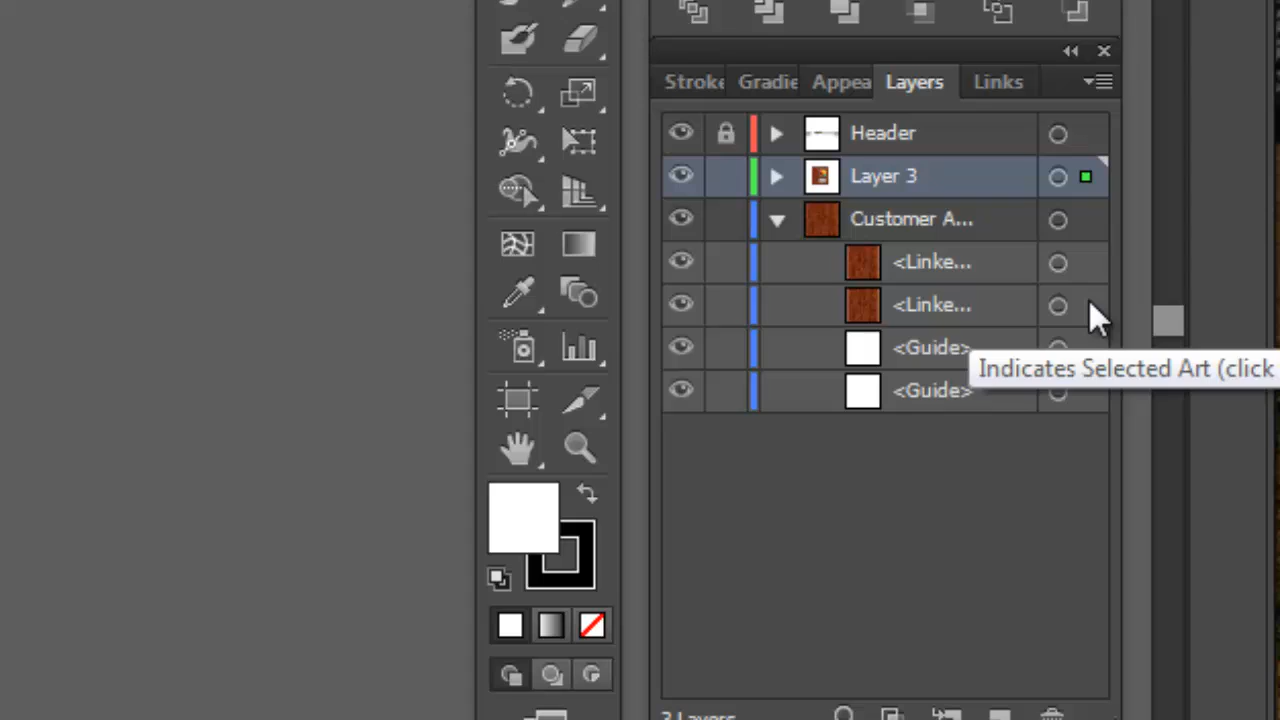 Stroke Gradie Appea Layers Links
Header
Layer 3
Customer A...
<Linke...
<Linke...
<Guide>
Indicates Selected Art (click
<Guide>
3 Layers